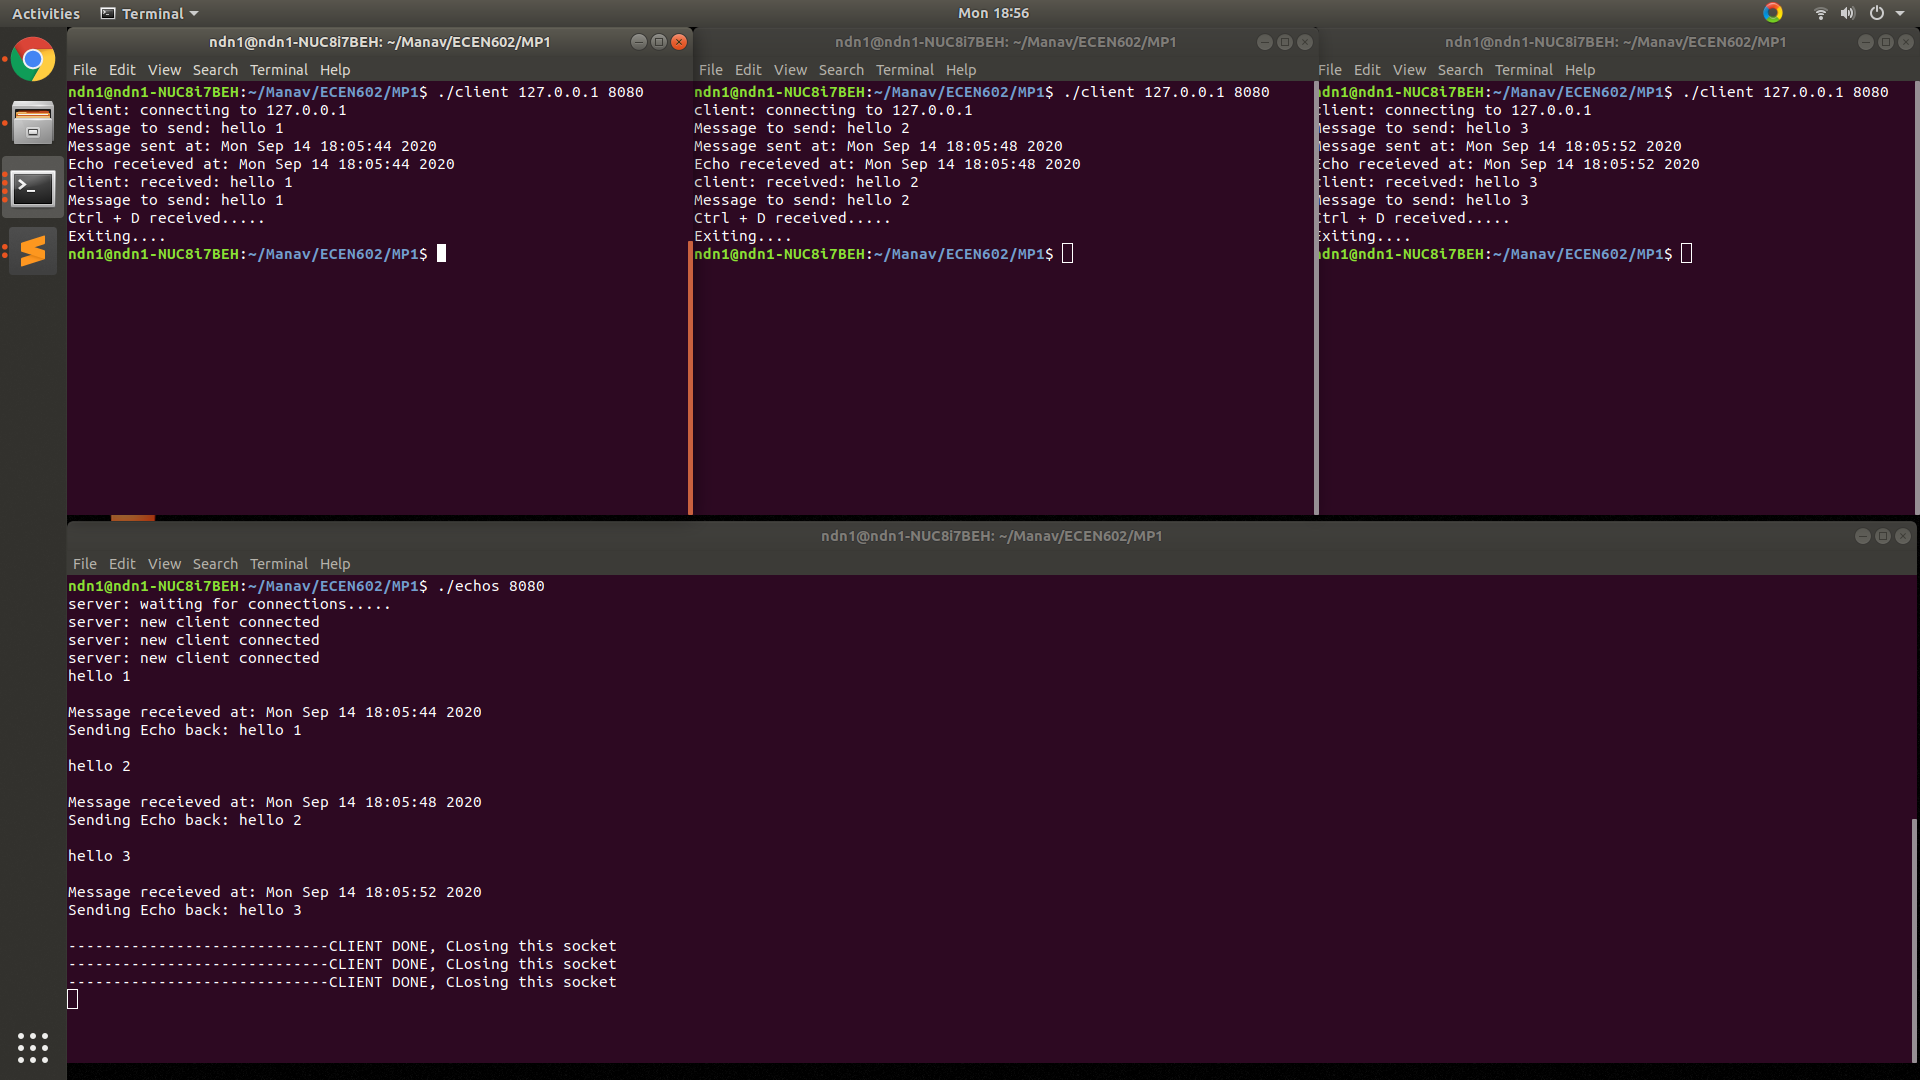 Activities Terminal Mon 18:56
ndn1@ndn1-NUC8i7BEH: ~/Manav/ECEN602/MP1
File Edit View Search Terminal Help
ndn1@ndn1-NUC8i7BEH:~/Manav/ECEN602/MP1$ ./client 127.0.0.1 8080
client: connecting to 127.0.0.1
Message to send: hello 1
Message sent at: Mon Sep 14 18:05:44 2020
Echo receieved at: Mon Sep 14 18:05:44 2020
client: received: hello 1
Message to send: hello 1
Ctrl + D received.....
Exiting....
ndn1@ndn1-NUC8i7BEH:~/Manav/ECEN602/MP1$
ndn1@ndn1-NUC8i7BEH: ~/Manav/ECEN602/MP1
File Edit View Search Terminal Help
ndn1@ndn1-NUC8i7BEH:~/Manav/ECEN602/MP1$ ./client 127.0.0.1 8080
client: connecting to 127.0.0.1
Message to send: hello 2
Message sent at: Mon Sep 14 18:05:48 2020
Echo receieved at: Mon Sep 14 18:05:48 2020
client: received: hello 2
Message to send: hello 2
Ctrl + D received.....
Exiting....
ndn1@ndn1-NUC8i7BEH:~/Manav/ECEN602/MP1$
ndn1@ndn1-NUC8i7BEH: ~/Manav/ECEN602/MP1
File Edit View Search Terminal Help
ndn1@ndn1-NUC8i7BEH:~/Manav/ECEN602/MP1$ ./client 127.0.0.1 8080
client: connecting to 127.0.0.1
Message to send: hello 3
Message sent at: Mon Sep 14 18:05:52 2020
Echo receieved at: Mon Sep 14 18:05:52 2020
client: received: hello 3
Message to send: hello 3
Ctrl + D received.....
Exiting....
ndn1@ndn1-NUC8i7BEH:~/Manav/ECEN602/MP1$
ndn1@ndn1-NUC8i7BEH: ~/Manav/ECEN602/MP1
File Edit View Search Terminal Help
ndn1@ndn1-NUC8i7BEH:~/Manav/ECEN602/MP1$ ./echos 8080
server: waiting for connections.....
server: new client connected
server: new client connected
server: new client connected
hello 1
Message receieved at: Mon Sep 14 18:05:44 2020
Sending Echo back: hello 1
hello 2
Message receieved at: Mon Sep 14 18:05:48 2020
Sending Echo back: hello 2
hello 3
Message receieved at: Mon Sep 14 18:05:52 2020
Sending Echo back: hello 3
-----------------------------CLIENT DONE, CLosing this socket
-----------------------------CLIENT DONE, CLosing this socket
-----------------------------CLIENT DONE, CLosing this socket